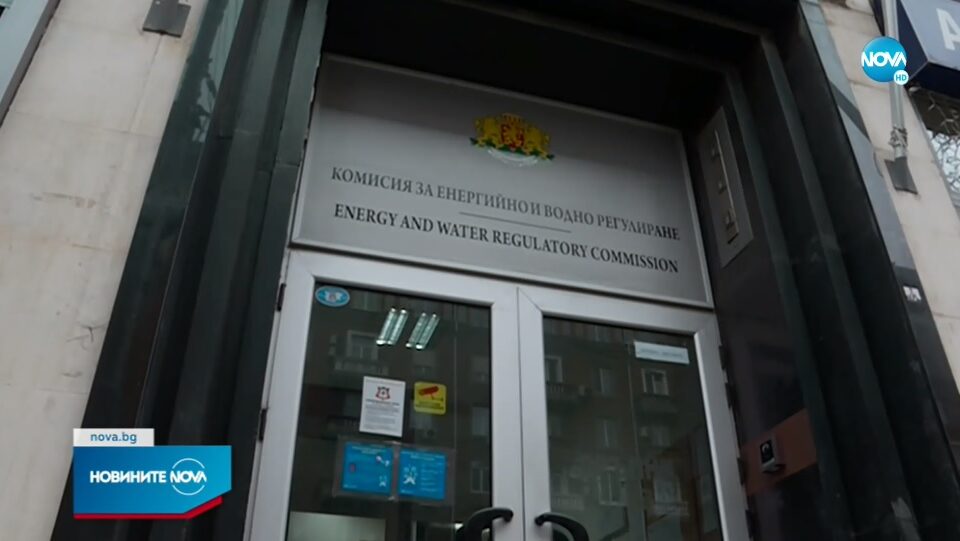 NOVA
HD
A
КОМИСИЯ ЗА ЕНЕРГИЙНО И ВОДНО РЕГУЛИРАНЕ
ENERGY AND WATER REGULATORY COMMISSION
nova.bg
НОВИНИТЕ NOVA